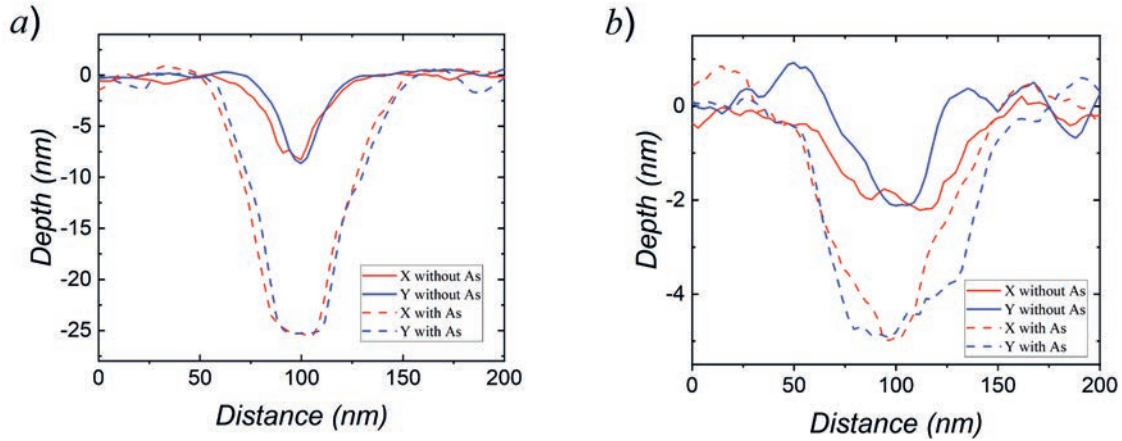 a)
Depth (nm)
0
-5
-10
-15
-20
-25
0
50
100
150
200
Distance (nm)
X without As
Y without As
X with As
Y with As
b)
Depth (nm)
0
-2
-4
0
50
100
150
200
Distance (nm)
X without As
Y without As
X with As
Y with As